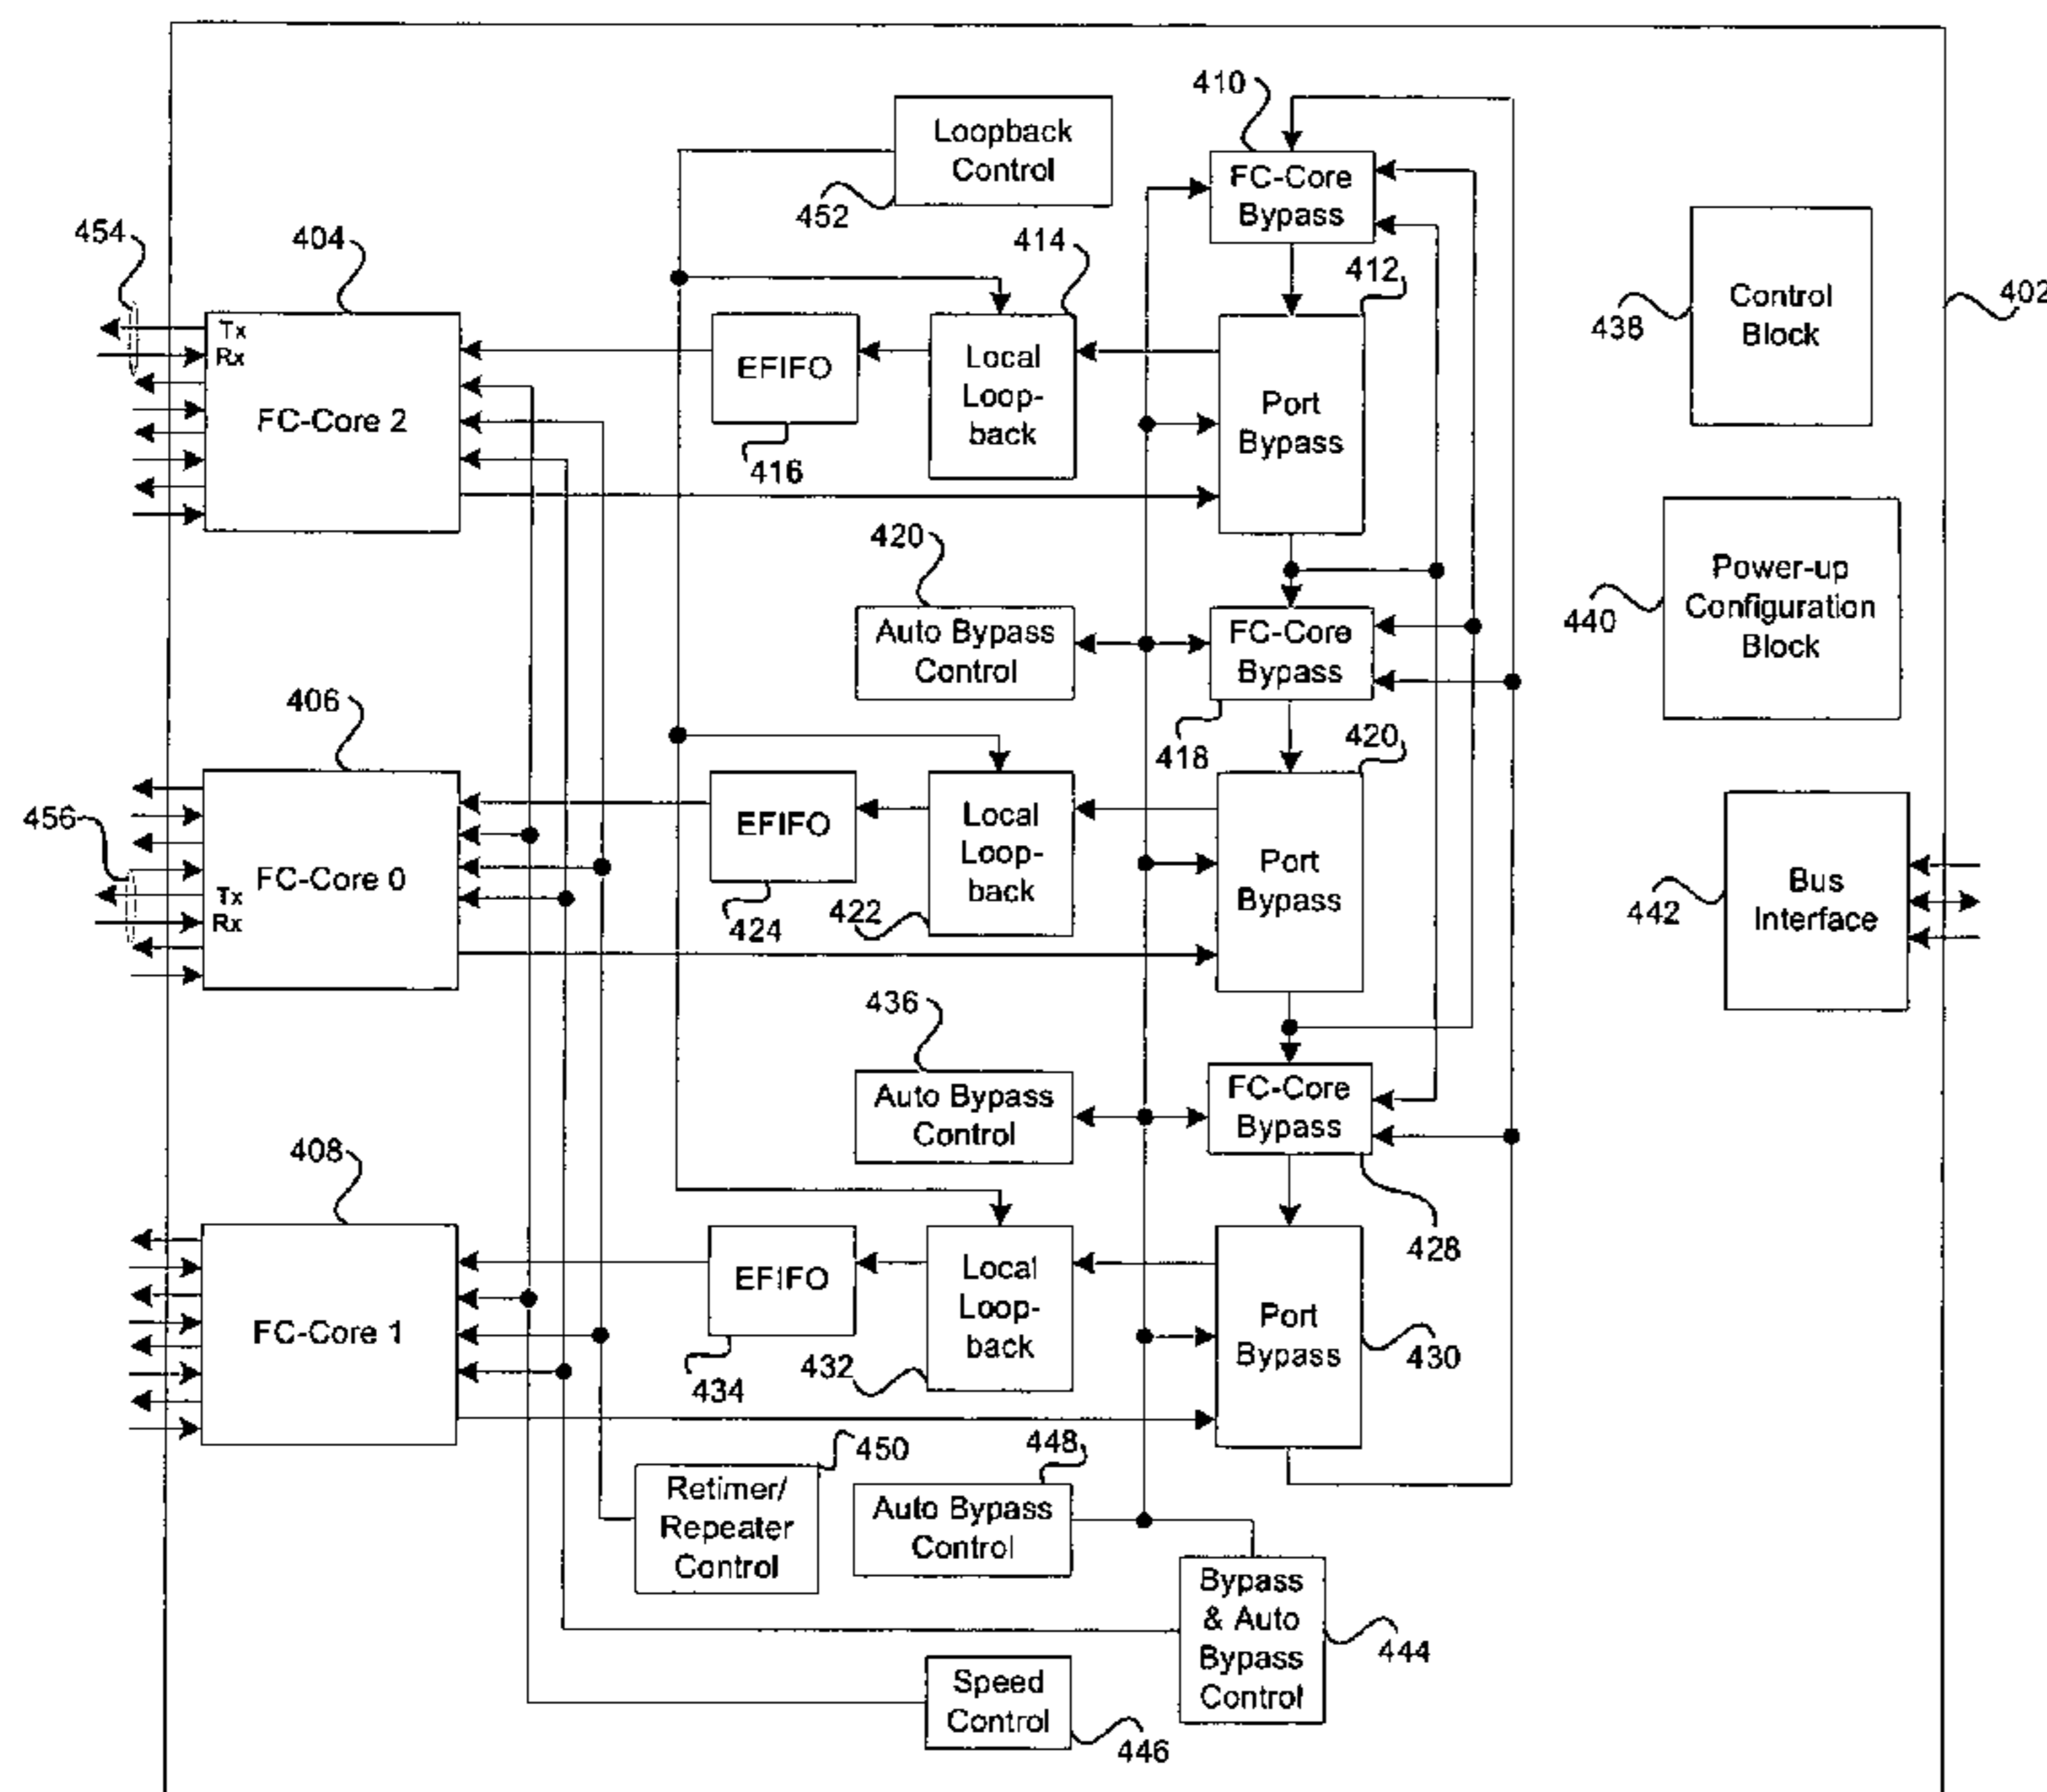 410
Loopback
Control
452
FC-Core
Bypass
454
404
414
412
Control
Block
438
402
Tx
Rx
FC-Core 2
EFIFO
416
Local
Loop-
back
Port
Bypass
420
Auto Bypass
Control
FC-Core
Bypass
418
Power-up
Configuration
Block
440
406
420
456
FC-Core 0
Tx
Rx
EFIFO
424
Local
Loop-
back
422
Port
Bypass
Bus
Interface
442
436
Auto Bypass
Control
FC-Core
Bypass
428
408
FC-Core 1
EFIFO
434
Local
Loop-
back
432
Port
Bypass
430
450
Retimer/
Repeater
Control
448
Auto Bypass
Control
Bypass
& Auto
Bypass
Control
444
Speed
Control
446